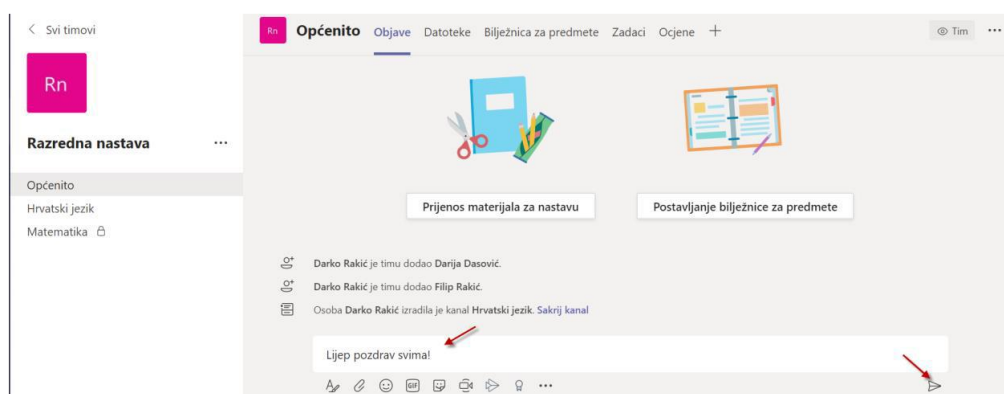 Svi timovi
Rn
Razredna nastava
Općenito
Hrvatski jezik
Matematika
Rn Općenito Objave Datoteke Bilježnica za predmete Zadaci Ocjene
Tim
Prijenos materijala za nastavu
Postavljanje bilježnice za predmete
Darko Rakić je timu dodao Darija Dasović.
Darko Rakić je timu dodao Filip Rakić.
Osoba Darko Rakić izradila je kanal Hrvatski jezik. Sakrij kanal
Lijep pozdrav svima!
GIF